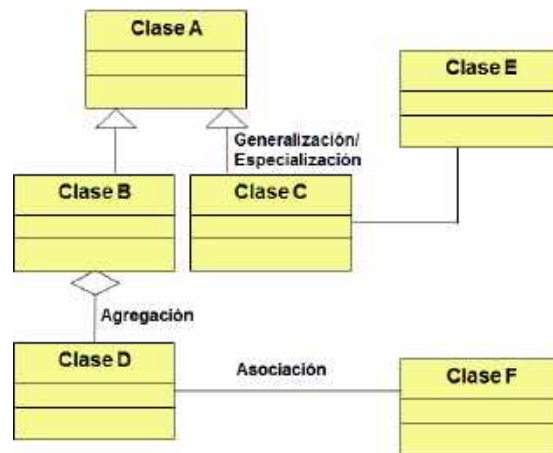 Clase A
Clase E
Generalización/
Especialización
Clase B
Clase C
Agregación
Clase D
Asociación
Clase F